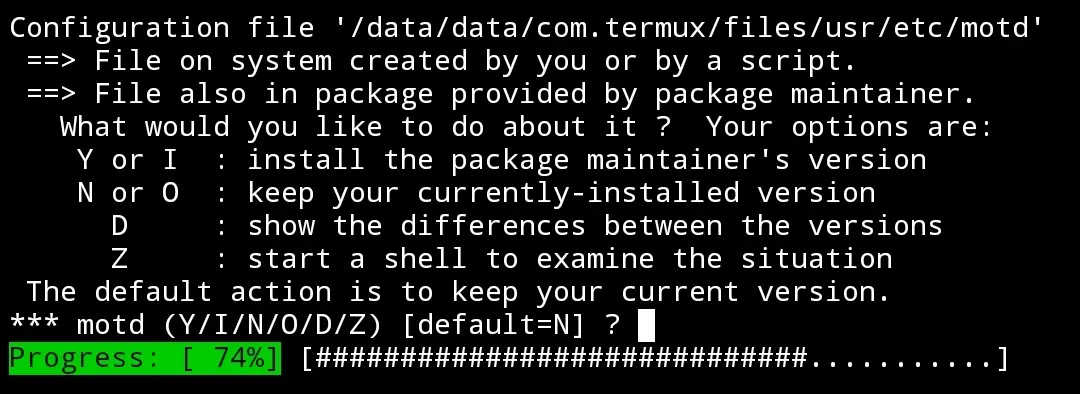 Configuration file '/data/data/com.termux/files/usr/etc/motd'
 ==> File on system created by you or by a script.
 ==> File also in package provided by package maintainer.
   What would you like to do about it ?  Your options are:
    Y or I  : install the package maintainer's version
    N or O  : keep your currently-installed version
      D     : show the differences between the versions
      Z     : start a shell to examine the situation
 The default action is to keep your current version.
*** motd (Y/I/N/O/D/Z) [default=N] ?
Progress: [ 74%] [#############################...........]